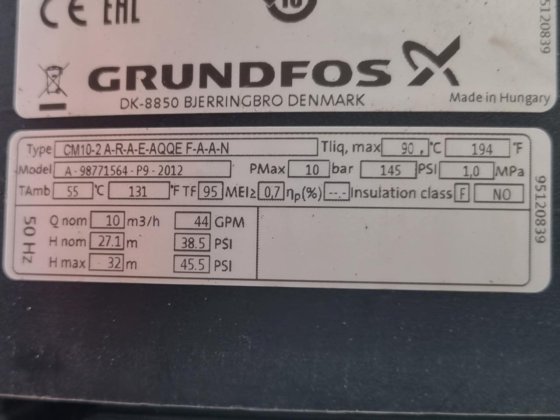 CE EHC 10
GRUNDFOS X
DK-8850 BJERRINGBRO DENMARK Made in Hungary
95120839
Type CM10-2 A-R-A-E-AQQE F-A-A-N Tliq, max 90 °C 194 °F
Model A - 98771564 - P9 - 2012 PMax 10 bar 145 PSI 1,0 MPa
TAmb 55 °C 131 °F TF 95 MEI≥ 0,7 ηp(%) --.- Insulation class F NO
50 Hz
Q nom 10 m3/h 44 GPM
H nom 27.1 m 38.5 PSI
H max 32 m 45.5 PSI
95120839